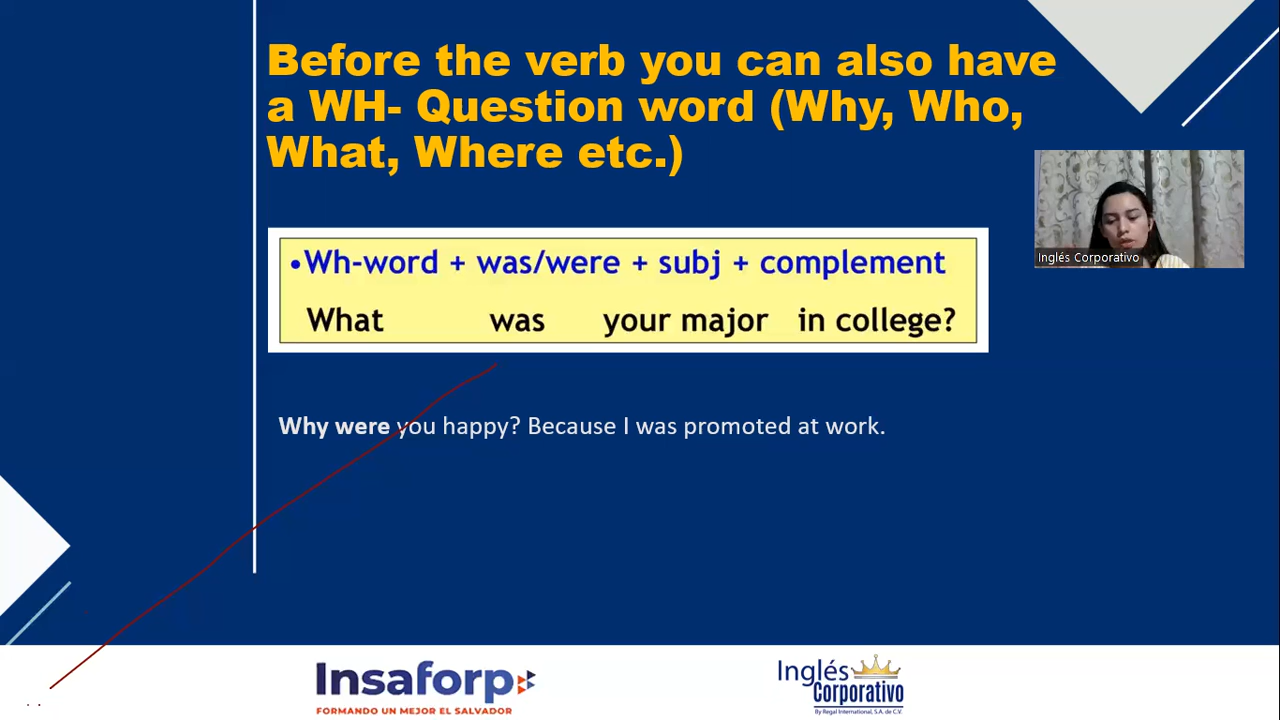 Before the verb you can also have
a WH- Question word (Why, Who,
What, Where etc.)
•Wh-word + was/were + subj + complement
What was your major in college?
Inglés Corporativo
Why were you happy? Because I was promoted at work.
Insaforp
FORMANDO UN MEJOR EL SALVADOR
Inglés
Corporativo
By Regal International, S.A. de C.V.